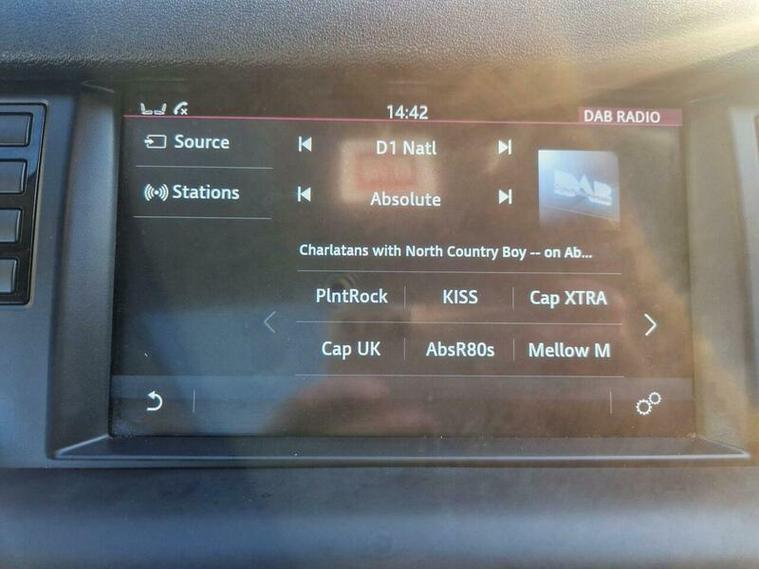 14:42
DAB RADIO
Source
D1 Natl
Stations
Absolute
DAB
Charlatans with North Country Boy -- on Ab...
PlntRock
KISS
Cap XTRA
Cap UK
AbsR80s
Mellow M